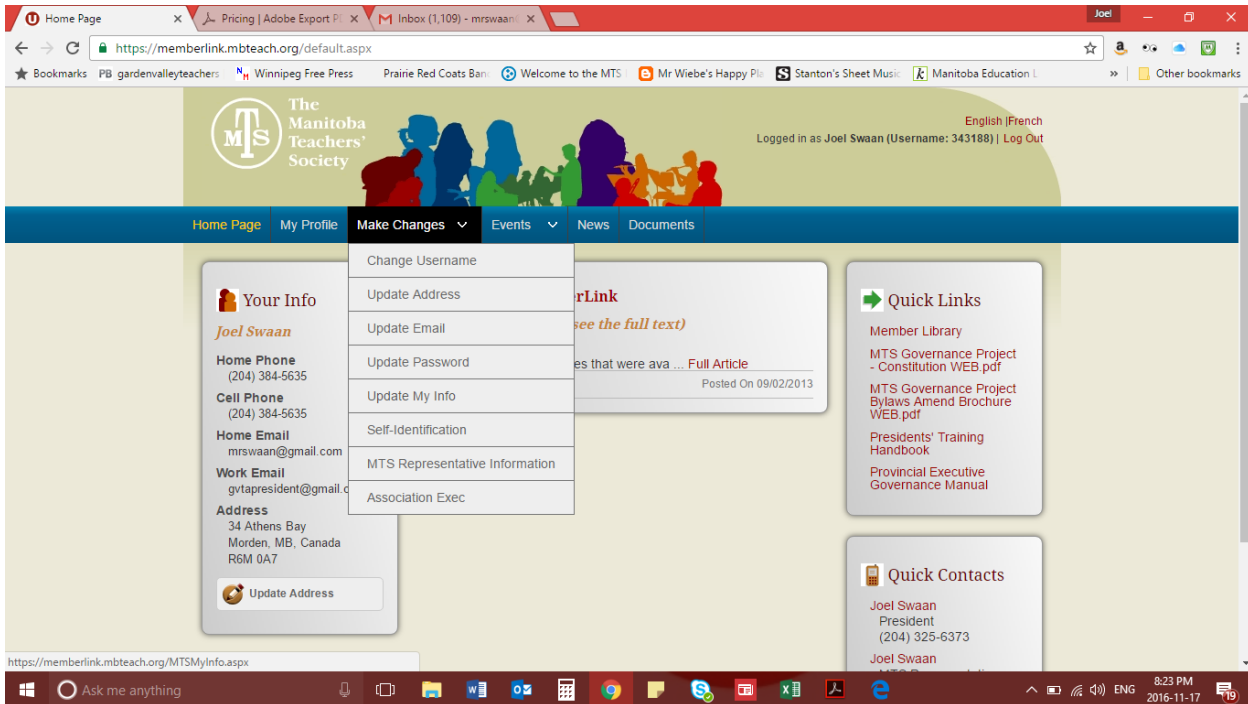 Home Page
Pricing | Adobe Export P
Inbox (1,109) - mrswaan
Joel
https://memberlink.mbteach.org/default.aspx
Bookmarks
PB gardenvalleyteachers
Winnipeg Free Press
Prairie Red Coats Ban
Welcome to the MTS
Mr Wiebe's Happy Pl
Stanton's Sheet Music
Manitoba Education
»
Other bookmarks
The
Manitoba
Teachers'
Society
MTS
English |French
Logged in as Joel Swaan (Username: 343188) | Log Out
Home Page
My Profile
Make Changes
Events
News
Documents
Change Username
Update Address
Update Email
Update Password
Update My Info
Self-Identification
MTS Representative Information
Association Exec
Your Info
Joel Swaan
Home Phone
(204) 384-5635
Cell Phone
(204) 384-5635
Home Email
mrswaan@gmail.com
Work Email
gvtapresident@gmail.c
Address
34 Athens Bay
Morden, MB, Canada
R6M 0A7
Update Address
rLink
see the full text)
es that were ava ... Full Article
Posted On 09/02/2013
Quick Links
Member Library
MTS Governance Project
- Constitution WEB.pdf
MTS Governance Project
Bylaws Amend Brochure
WEB.pdf
Presidents' Training
Handbook
Provincial Executive
Governance Manual
Quick Contacts
Joel Swaan
President
(204) 325-6373
Joel Swaan
https://memberlink.mbteach.org/MTSMyInfo.aspx
Ask me anything
ENG
8:23 PM
2016-11-17
19